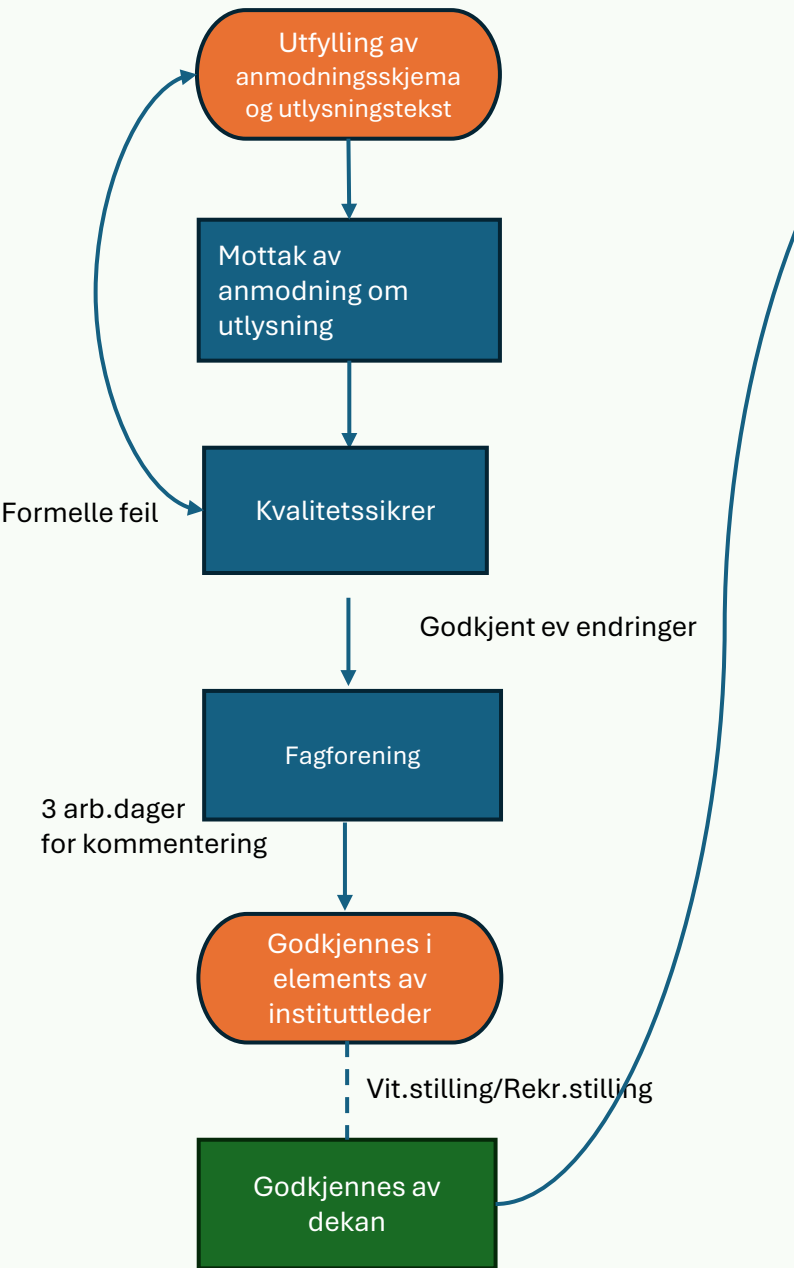 Utfylling av
anmodningsskjema
og utlysningstekst
Mottak av
anmodning om
utlysning
Formelle feil
Kvalitetssikrer
Godkjent ev endringer
Fagforening
3 arb.dager
for kommentering
Godkjennes i
elements av
instituttleder
Vit.stilling/Rekr.stilling
Godkjennes av
dekan